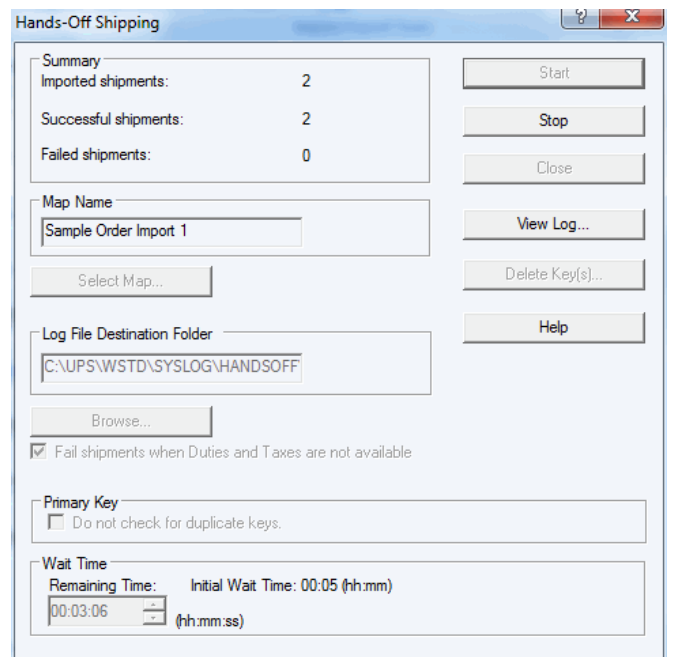 Hands-Off Shipping
Summary
Imported shipments: 2
Successful shipments: 2
Failed shipments: 0
Start
Stop
Close
Map Name
Sample Order Import 1
Select Map...
View Log...
Delete Key(s)...
Help
Log File Destination Folder
C:\UPS\WSTD\SYSLOG\HANDSOFF
Browse...
Fail shipments when Duties and Taxes are not available
Primary Key
Do not check for duplicate keys.
Wait Time
Remaining Time: Initial Wait Time: 00:05 (hh:mm)
00:03:06 (hh:mm:ss)